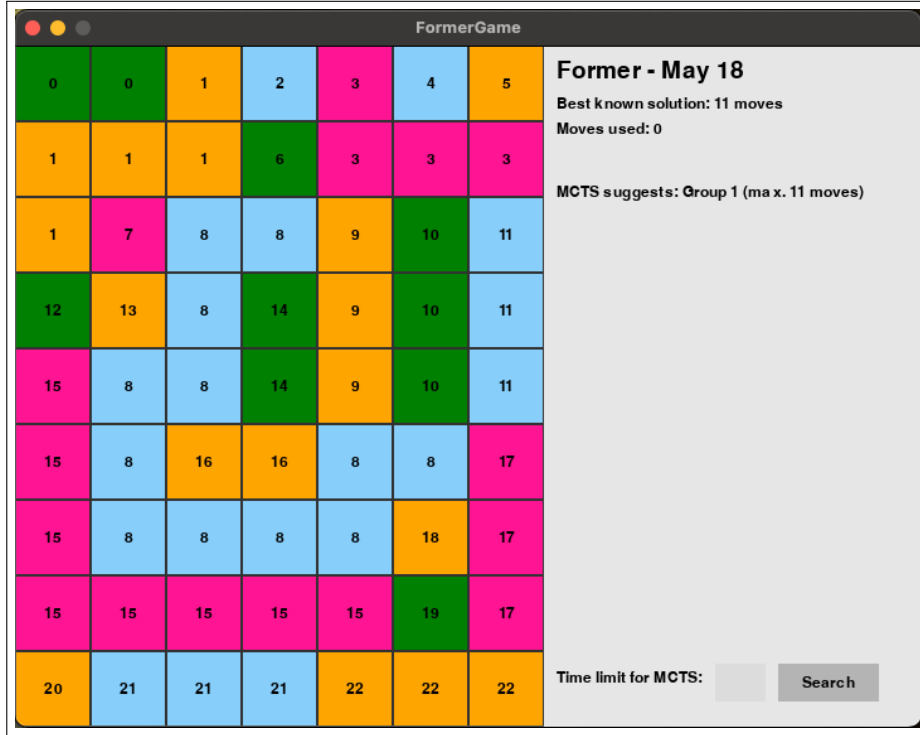 FormerGame
0 0 1 2 3 4 5
1 1 1 6 3 3 3
1 7 8 8 9 10 11
12 13 8 14 9 10 11
15 8 8 14 9 10 11
15 8 16 16 8 8 17
15 8 8 8 8 18 17
15 15 15 15 15 19 17
20 21 21 21 22 22 22
Former - May 18
Best known solution: 11 moves
Moves used: 0
MCTS suggests: Group 1 (max. 11 moves)
Time limit for MCTS:
Search